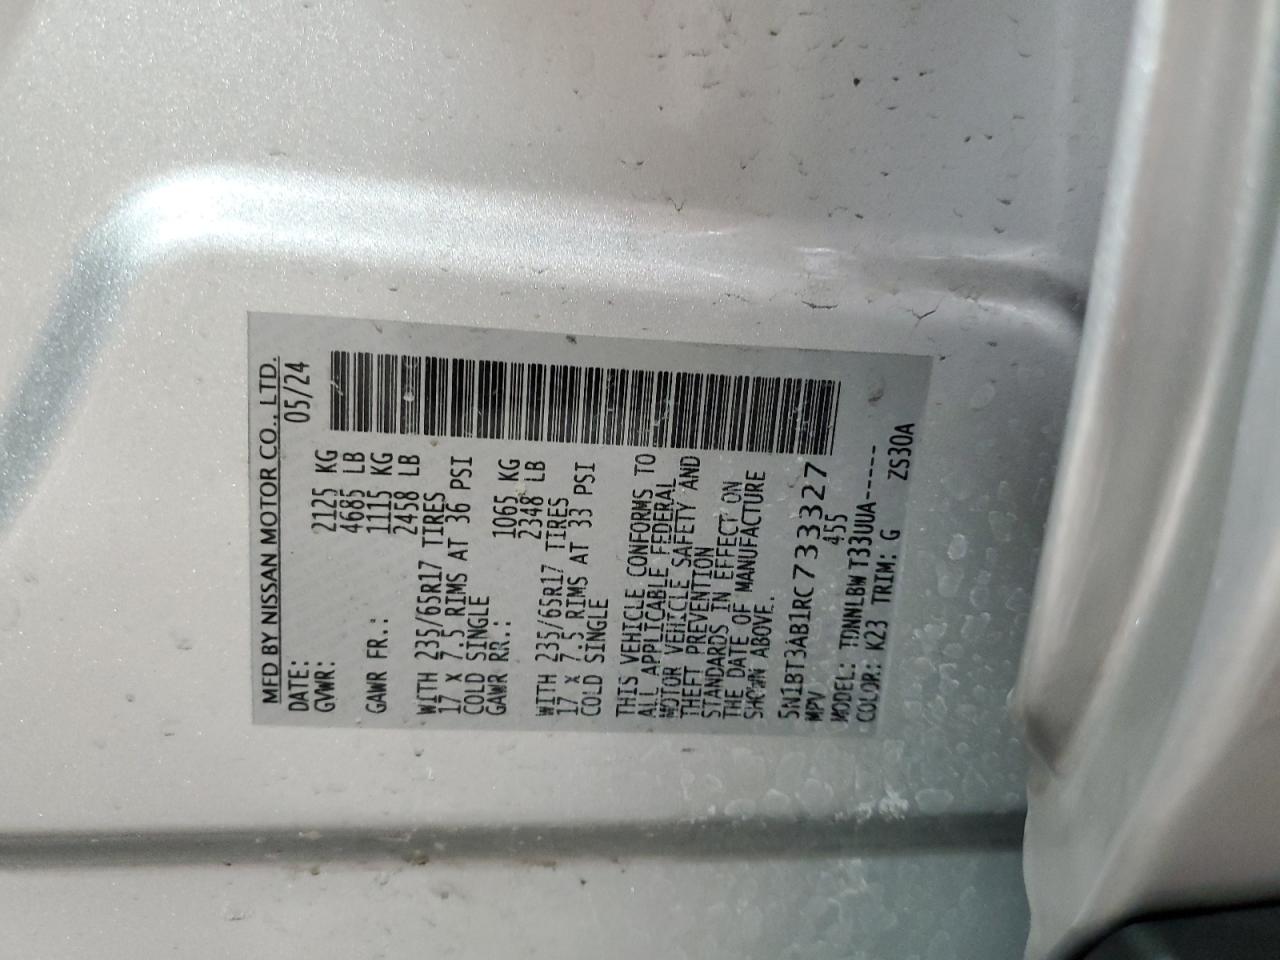 MFD BY NISSAN MOTOR CO., LTD.
DATE: 05/24
GVWR: 2125 KG
4685 LB
GAWR FR.: 1115 KG
2458 LB
WITH 235/65R17 TIRES
17 X 7.5 RIMS AT 36 PSI
COLD SINGLE
GAWR RR.: 1065 KG
2348 LB
WITH 235/65R17 TIRES
17 X 7.5 RIMS AT 33 PSI
COLD SINGLE
THIS VEHICLE CONFORMS TO
ALL APPLICABLE FEDERAL
MOTOR VEHICLE SAFETY AND
THEFT PREVENTION
STANDARDS IN EFFECT ON
THE DATE OF MANUFACTURE
SHOWN ABOVE.
5N1BT3AB1RC733327
MPV 455
MODEL: TDNNLBWT33UUA-----
COLOR: K23 TRIM: G ZS30A